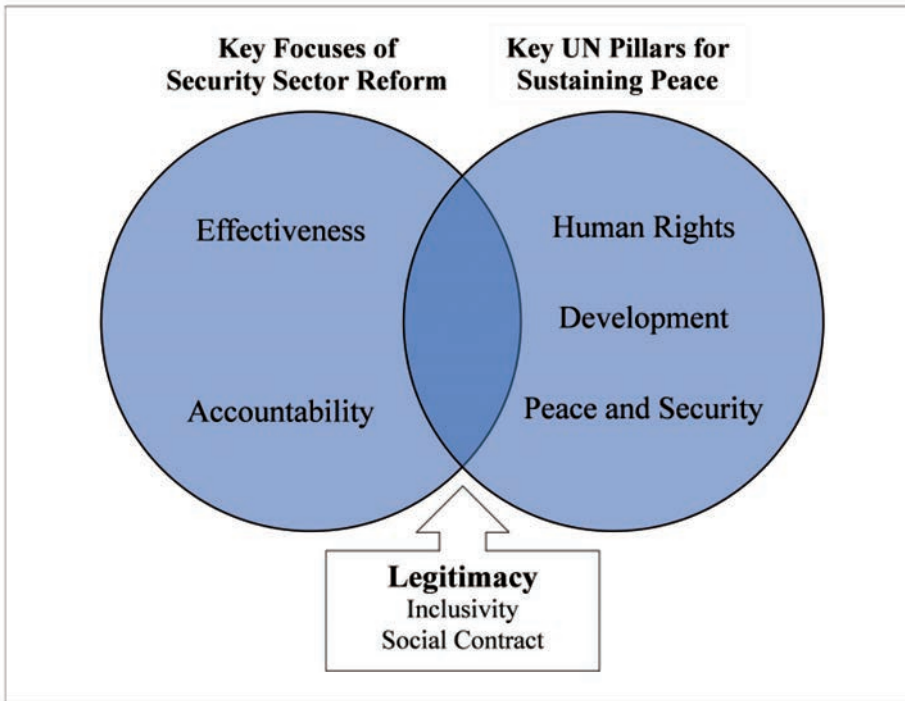 Key Focuses of
Security Sector Reform
Key UN Pillars for
Sustaining Peace
Effectiveness
Accountability
Human Rights
Development
Peace and Security
Legitimacy
Inclusivity
Social Contract